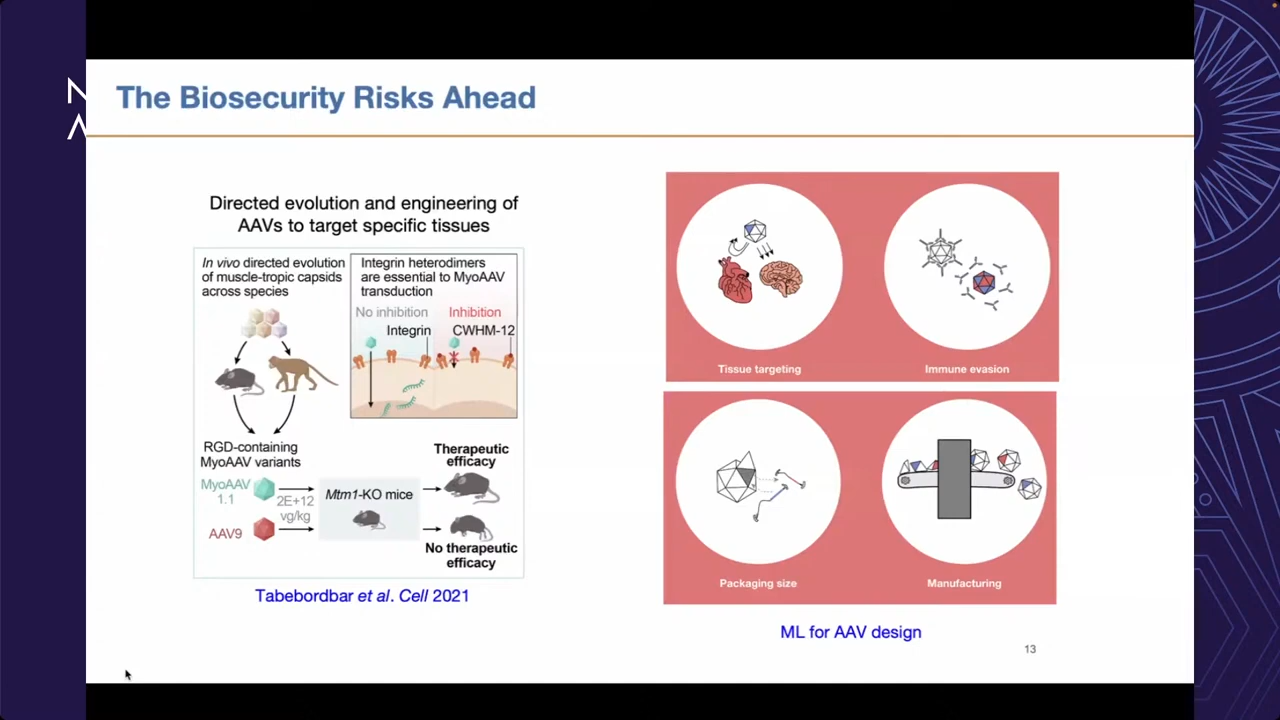 The Biosecurity Risks Ahead
Directed evolution and engineering of
AAVs to target specific tissues
In vivo directed evolution
of muscle-tropic capsids
across species
Integrin heterodimers
are essential to MyoAAV
transduction
No inhibition
Inhibition
Integrin
CWHM-12
RGD-containing
MyoAAV variants
MyoAAV
1.1
AAV9
2E+12
vg/kg
Mtm1-KO mice
Therapeutic
efficacy
No therapeutic
efficacy
Tabebordbar et al. Cell 2021
Tissue targeting
Immune evasion
Packaging size
Manufacturing
ML for AAV design
13